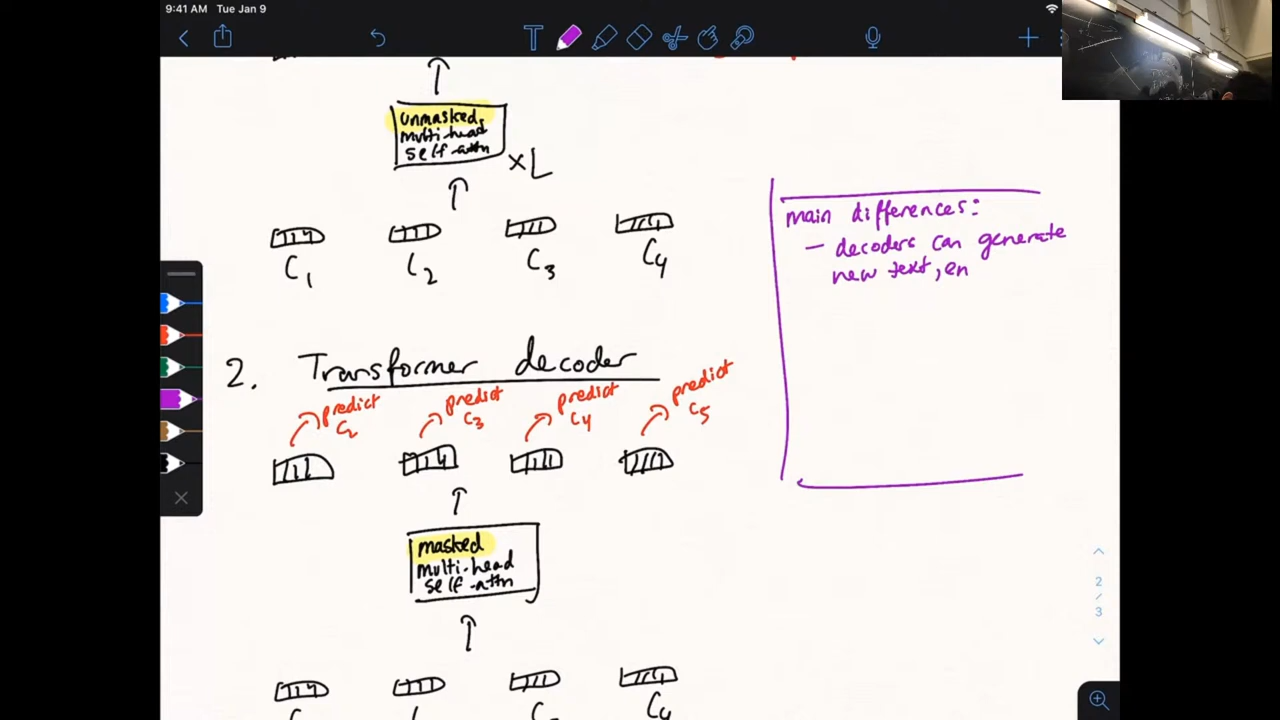 9:41 AM Tue Jan 9
unmasked
multi-head
self-attn
×L
C1 C2 C3 C4
main differences:
– decoders can generate
new text, en
2. Transformer decoder
predict C2
predict C3
predict C4
predict C5
masked
multi-head
self-attn
C4
2
/
3